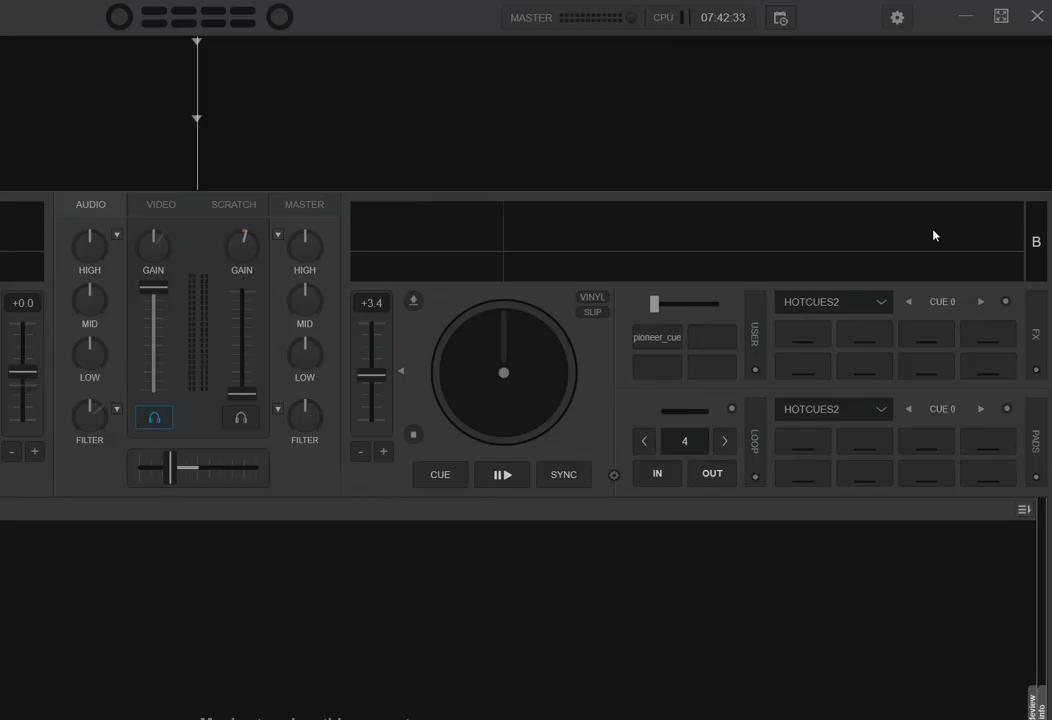 MASTER CPU 07:42:33
AUDIO VIDEO SCRATCH MASTER
B
HIGH GAIN GAIN HIGH
+0.0 MID MID +3.4
VINYL
SLIP
HOTCUES2 CUE 0
pioneer_cue
USER
FX
LOW LOW
FILTER FILTER
HOTCUES2 CUE 0
4
LOOP
PADS
- + - +
CUE SYNC IN OUT